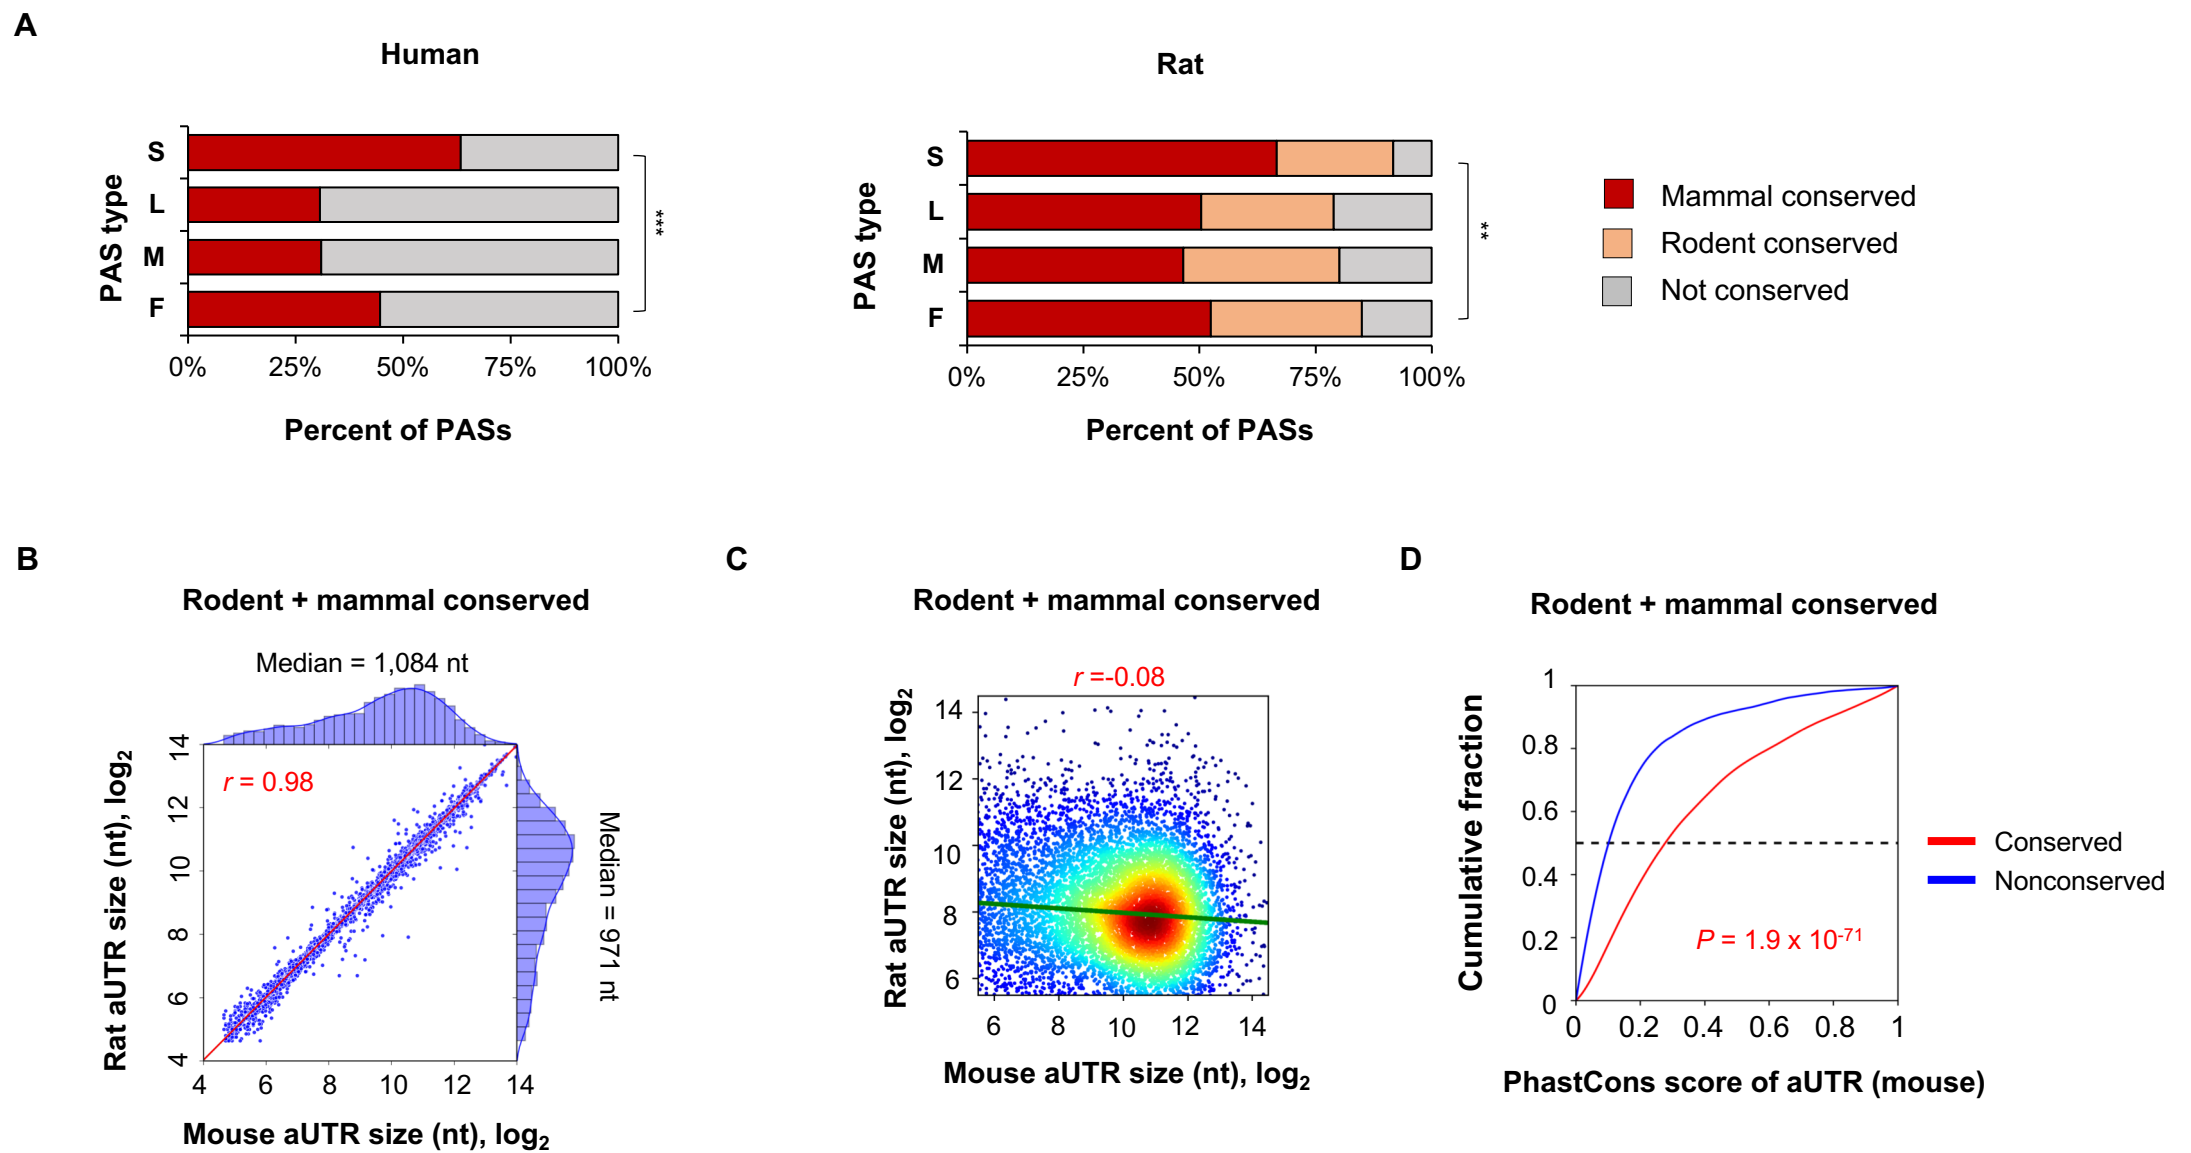 A
Human
PAS type
S
L
M
F
0% 25% 50% 75% 100%
Percent of PASs
***
Rat
PAS type
S
L
M
F
0% 25% 50% 75% 100%
Percent of PASs
**
Mammal conserved
Rodent conserved
Not conserved
B
Rodent + mammal conserved
Median = 1,084 nt
r = 0.98
Rat aUTR size (nt), log2
14
12
10
8
6
4
4 6 8 10 12 14
Mouse aUTR size (nt), log2
Median = 971 nt
C
Rodent + mammal conserved
r =-0.08
Rat aUTR size (nt), log2
14
12
10
8
6
6 8 10 12 14
Mouse aUTR size (nt), log2
D
Rodent + mammal conserved
Cumulative fraction
1
0.8
0.6
0.4
0.2
0
P = 1.9 x 10-71
0 0.2 0.4 0.6 0.8 1
PhastCons score of aUTR (mouse)
Conserved
Nonconserved